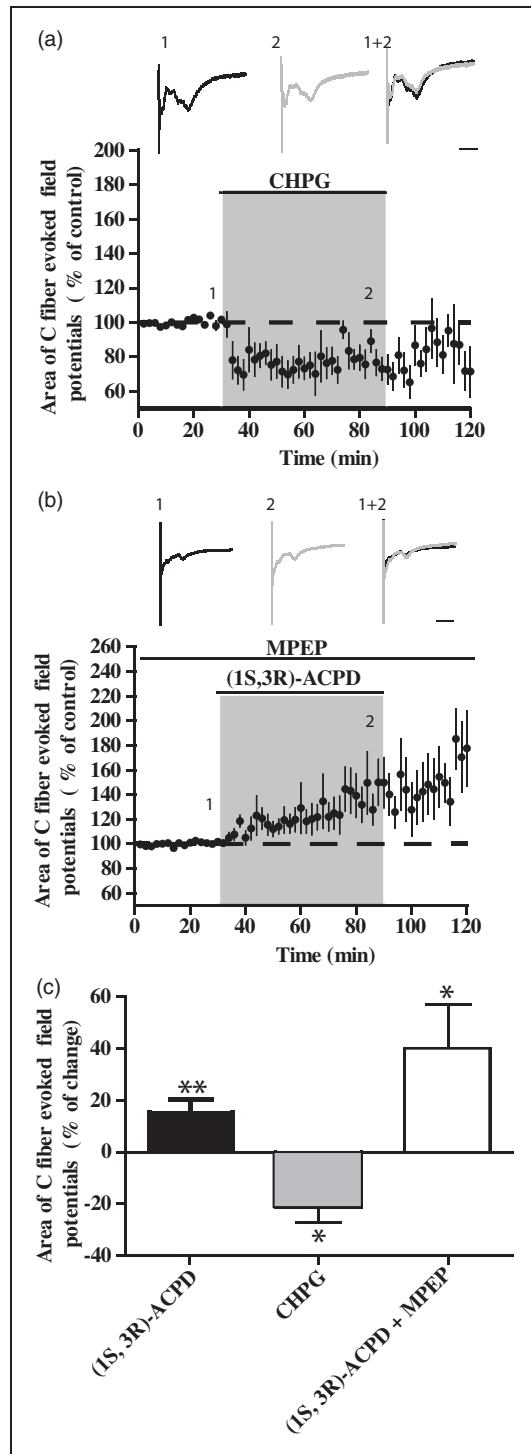 (a)
1 2 1+2
200
180
160
140
120
100
80
60
CHPG
1
2
Area of C fiber evoked field
potentials ( % of control)
0 20 40 60 80 100 120
Time (min)
(b)
1 2 1+2
MPEP
(1S,3R)-ACPD
260
240
220
200
180
160
140
120
100
80
60
1
2
Area of C fiber evoked field
potentials ( % of control)
0 20 40 60 80 100 120
Time (min)
(c)
60
40
20
0
-20
-40
** * *
Area of C fiber evoked field
potentials ( % of change)
(1S, 3R)-ACPD
CHPG
(1S, 3R)-ACPD + MPEP